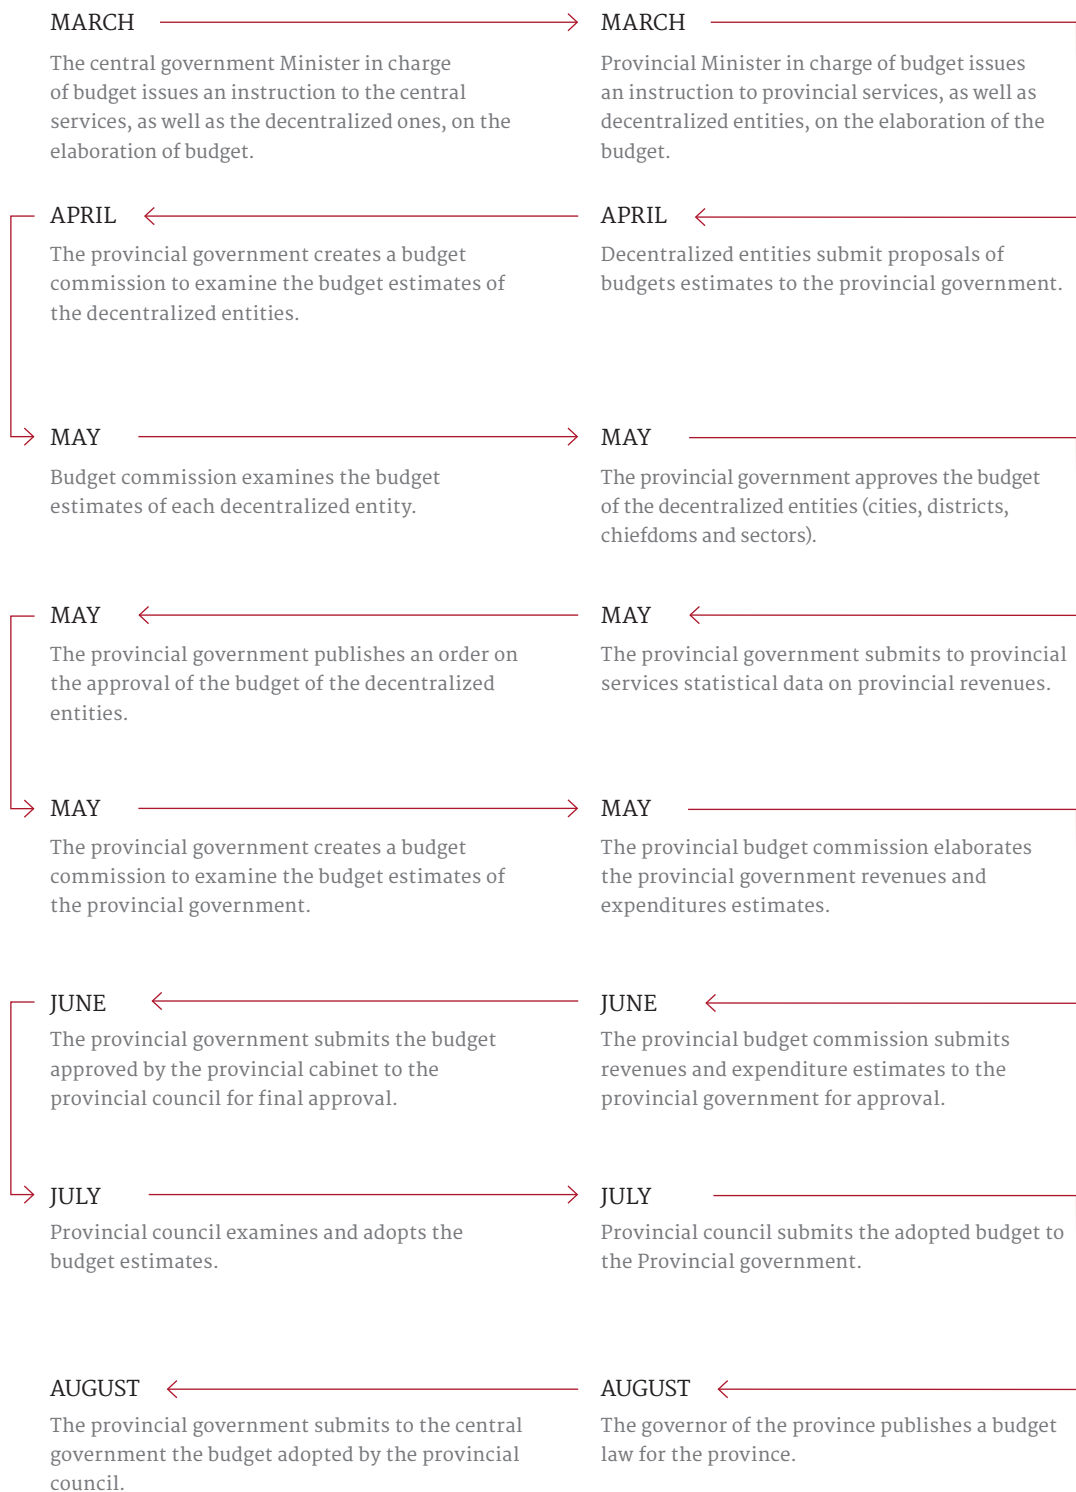 MARCH
The central government Minister in charge
of budget issues an instruction to the central
services, as well as the decentralized ones, on the
elaboration of budget.
MARCH
Provincial Minister in charge of budget issues
an instruction to provincial services, as well as
decentralized entities, on the elaboration of the
budget.
APRIL
Decentralized entities submit proposals of
budgets estimates to the provincial government.
APRIL
The provincial government creates a budget
commission to examine the budget estimates of
the decentralized entities.
MAY
Budget commission examines the budget
estimates of each decentralized entity.
MAY
The provincial government approves the budget
of the decentralized entities (cities, districts,
chiefdoms and sectors).
MAY
The provincial government submits to provincial
services statistical data on provincial revenues.
MAY
The provincial government publishes an order on
the approval of the budget of the decentralized
entities.
MAY
The provincial government creates a budget
commission to examine the budget estimates of
the provincial government.
MAY
The provincial budget commission elaborates
the provincial government revenues and
expenditures estimates.
JUNE
The provincial budget commission submits
revenues and expenditure estimates to the
provincial government for approval.
JUNE
The provincial government submits the budget
approved by the provincial cabinet to the
provincial council for final approval.
JULY
Provincial council examines and adopts the
budget estimates.
JULY
Provincial council submits the adopted budget to
the Provincial government.
AUGUST
The governor of the province publishes a budget
law for the province.
AUGUST
The provincial government submits to the central
government the budget adopted by the provincial
council.